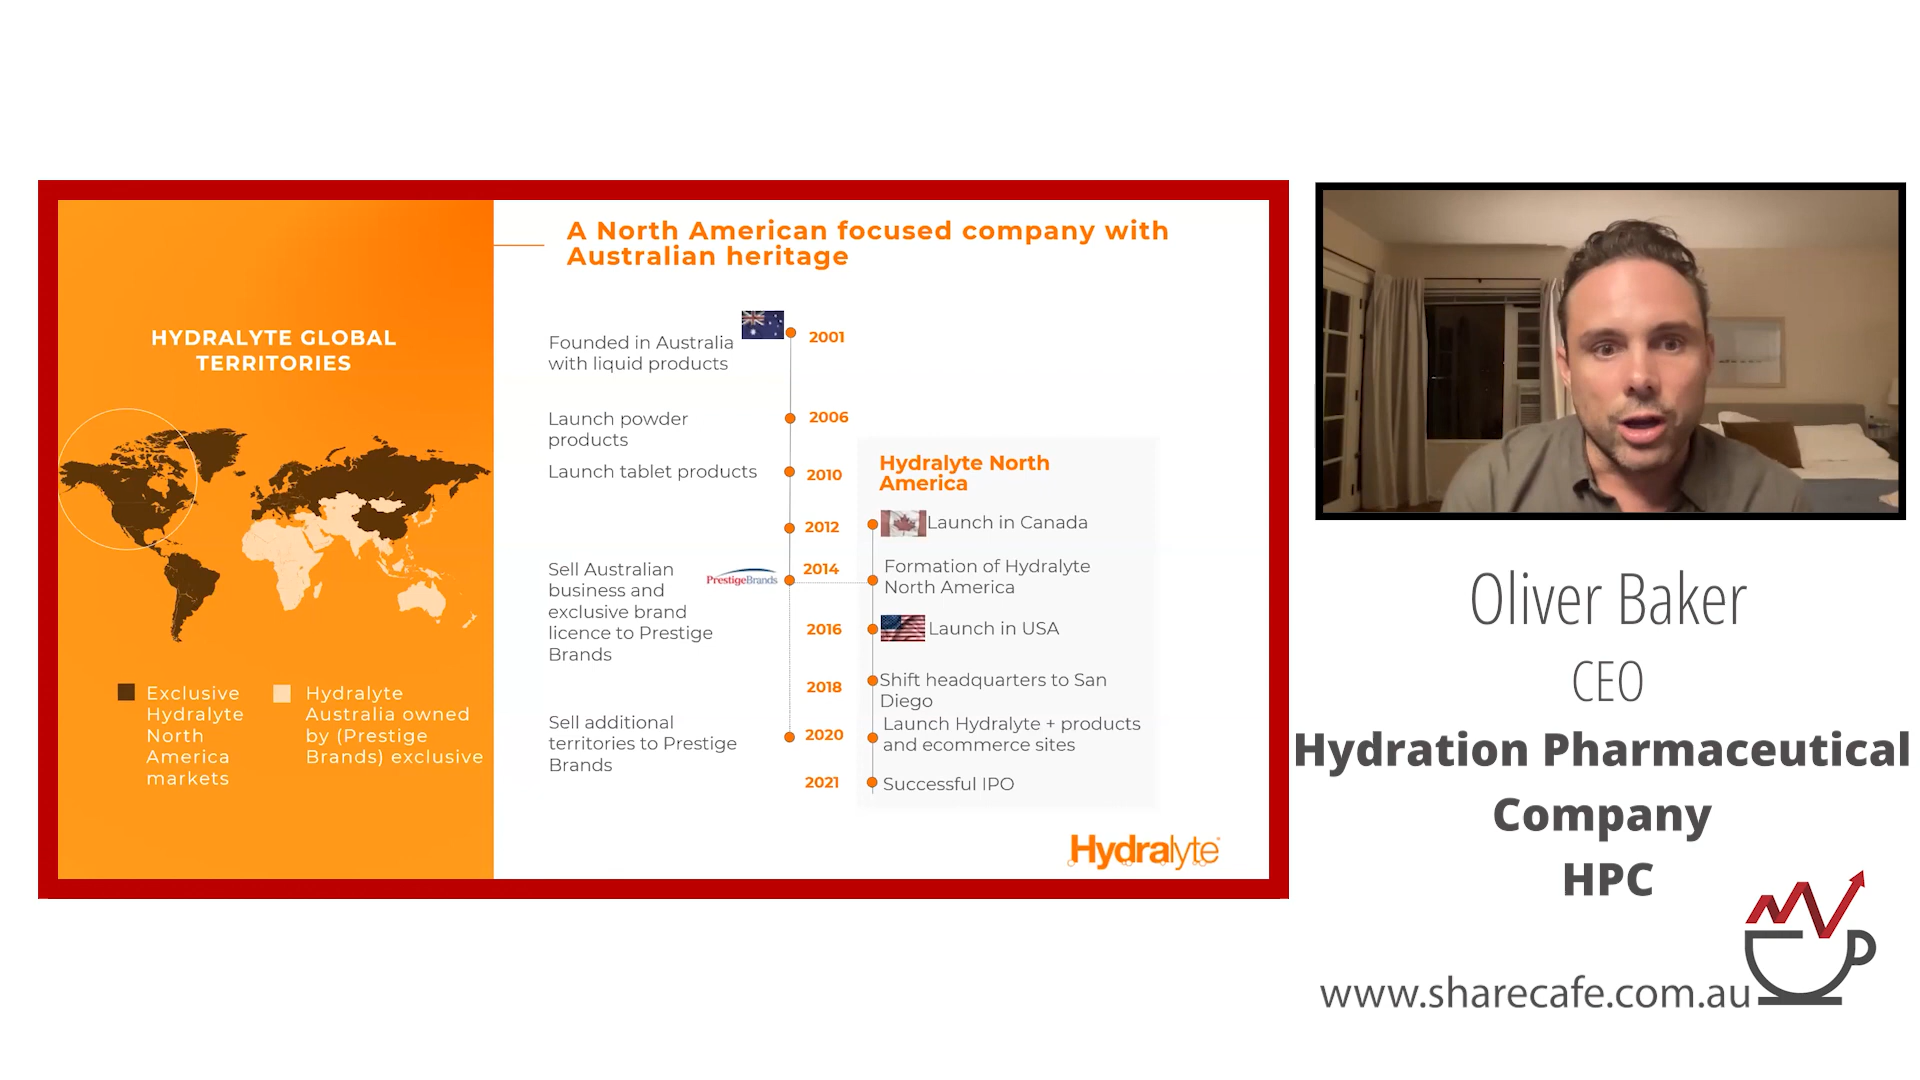 A North American focused company with
Australian heritage
HYDRALYTE GLOBAL
TERRITORIES
Exclusive
Hydralyte
North
America
markets
Hydralyte
Australia owned
by (Prestige
Brands) exclusive
Founded in Australia
with liquid products
2001
Launch powder
products
2006
Launch tablet products
2010
Hydralyte North
America
2012
Launch in Canada
Sell Australian
business and
exclusive brand
licence to Prestige
Brands
PrestigeBrands
2014
Formation of Hydralyte
North America
2016
Launch in USA
2018
Shift headquarters to San
Diego
Sell additional
territories to Prestige
Brands
2020
Launch Hydralyte + products
and ecommerce sites
2021
Successful IPO
Hydralyte
Oliver Baker
CEO
Hydration Pharmaceutical
Company
HPC
www.sharecafe.com.au